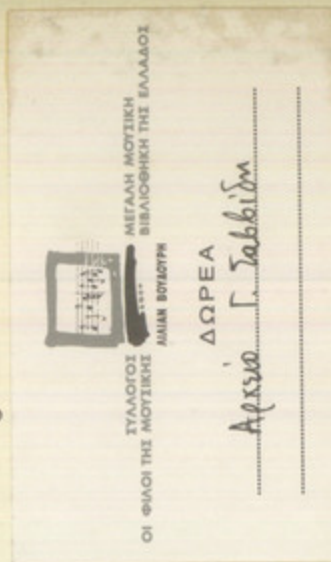 ΣΥΛΛΟΓΟΣ
ΟΙ ΦΙΛΟΙ ΤΗΣ ΜΟΥΣΙΚΗΣ
ΜΕΓΑΛΗ ΜΟΥΣΙΚΗ
ΒΙΒΛΙΟΘΗΚΗ ΤΗΣ ΕΛΛΑΔΟΣ
ΛΙΛΙΑΝ ΒΟΥΔΟΥΡΗ
ΔΩΡΕΑ
Αρχείο Γ. Σαββίδη